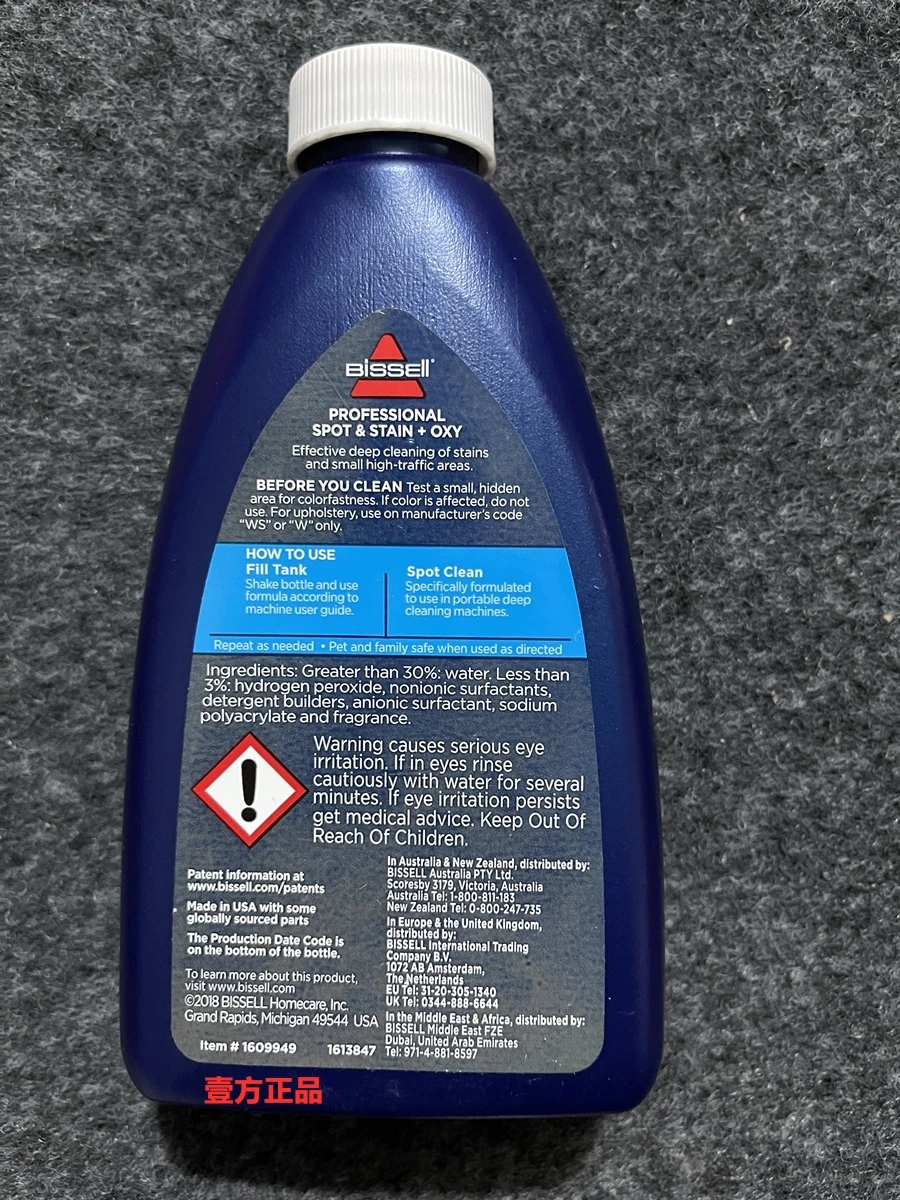 BISSELL®
PROFESSIONAL
SPOT & STAIN + OXY
Effective deep cleaning of stains
and small high-traffic areas.
BEFORE YOU CLEAN Test a small, hidden
area for colorfastness. If color is affected, do not
use. For upholstery, use on manufacturer's code
"WS" or "W" only.
HOW TO USE
Fill Tank
Shake bottle and use
formula according to
machine user guide.
Spot Clean
Specifically formulated
to use in portable deep
cleaning machines.
Repeat as needed • Pet and family safe when used as directed
Ingredients: Greater than 30%: water. Less than
3%: hydrogen peroxide, nonionic surfactants,
detergent builders, anionic surfactant, sodium
polyacrylate and fragrance.
Warning causes serious eye
irritation. If in eyes rinse
cautiously with water for several
minutes. If eye irritation persists
get medical advice. Keep Out Of
Reach Of Children.
Patent information at
www.bissell.com/patents
Made in USA with some
globally sourced parts
The Production Date Code is
on the bottom of the bottle.
To learn more about this product,
visit www.bissell.com
©2018 BISSELL Homecare, Inc.
Grand Rapids, Michigan 49544 USA
Item # 1609949 1613847
In Australia & New Zealand, distributed by:
BISSELL Australia PTY Ltd.
Scoresby 3179, Victoria, Australia
Australia Tel: 1-800-811-183
New Zealand Tel: 0-800-247-735
In Europe & the United Kingdom,
distributed by:
BISSELL International Trading
Company B.V.
1072 AB Amsterdam,
The Netherlands
EU Tel: 31-20-305-1340
UK Tel: 0344-888-6644
In the Middle East & Africa, distributed by:
BISSELL Middle East FZE
Dubai, United Arab Emirates
Tel: 971-4-881-8597
壹方正品